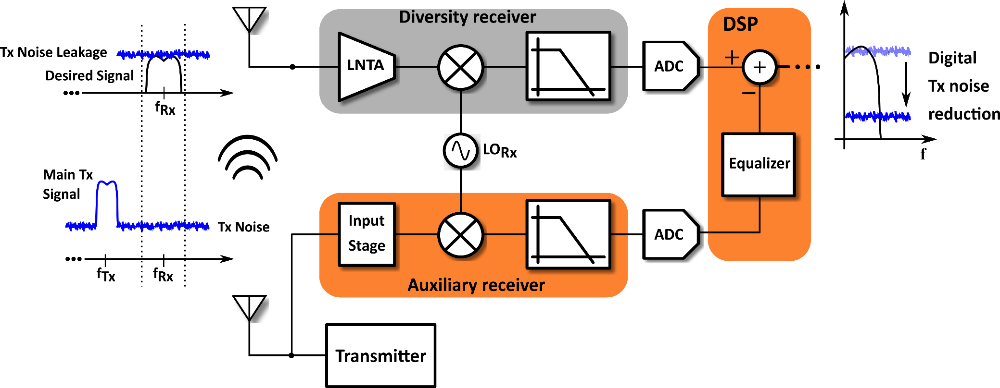 Diversity receiver
DSP
Tx Noise Leakage
Desired Signal
fRx
LNTA
ADC
+
+
−
Digital
Tx noise
reduction
f
LORx
Equalizer
Main Tx
Signal
Tx Noise
fTx
fRx
Input
Stage
ADC
Auxiliary receiver
Transmitter